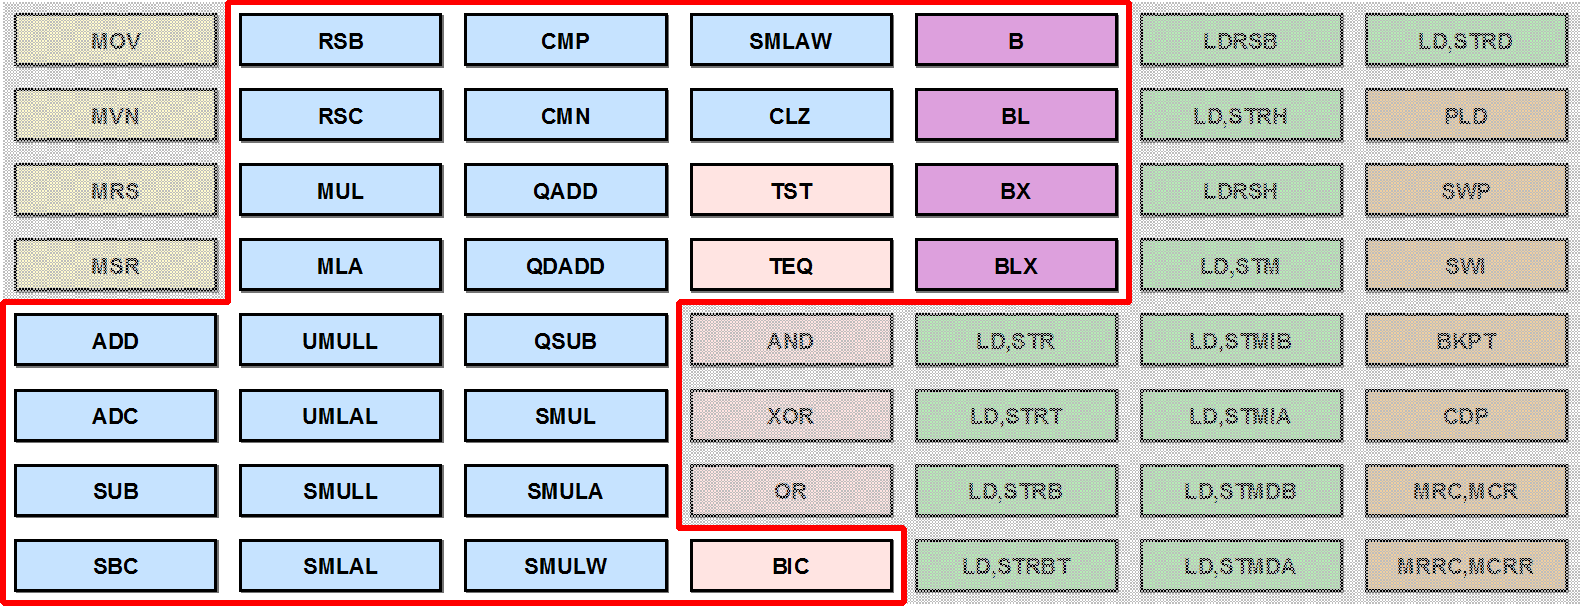 MOV RSB CMP SMLAW B LDRSB LD,STRD
MVN RSC CMN CLZ BL LD,STRH PLD
MRS MUL QADD TST BX LDRSH SWP
MSR MLA QDADD TEQ BLX LD,STM SWI
ADD UMULL QSUB AND LD,STR LD,STMIB BKPT
ADC UMLAL SMUL XOR LD,STRT LD,STMIA CDP
SUB SMULL SMULA OR LD,STRB LD,STMDB MRC,MCR
SBC SMLAL SMULW BIC LD,STRBT LD,STMDA MRRC,MCRR